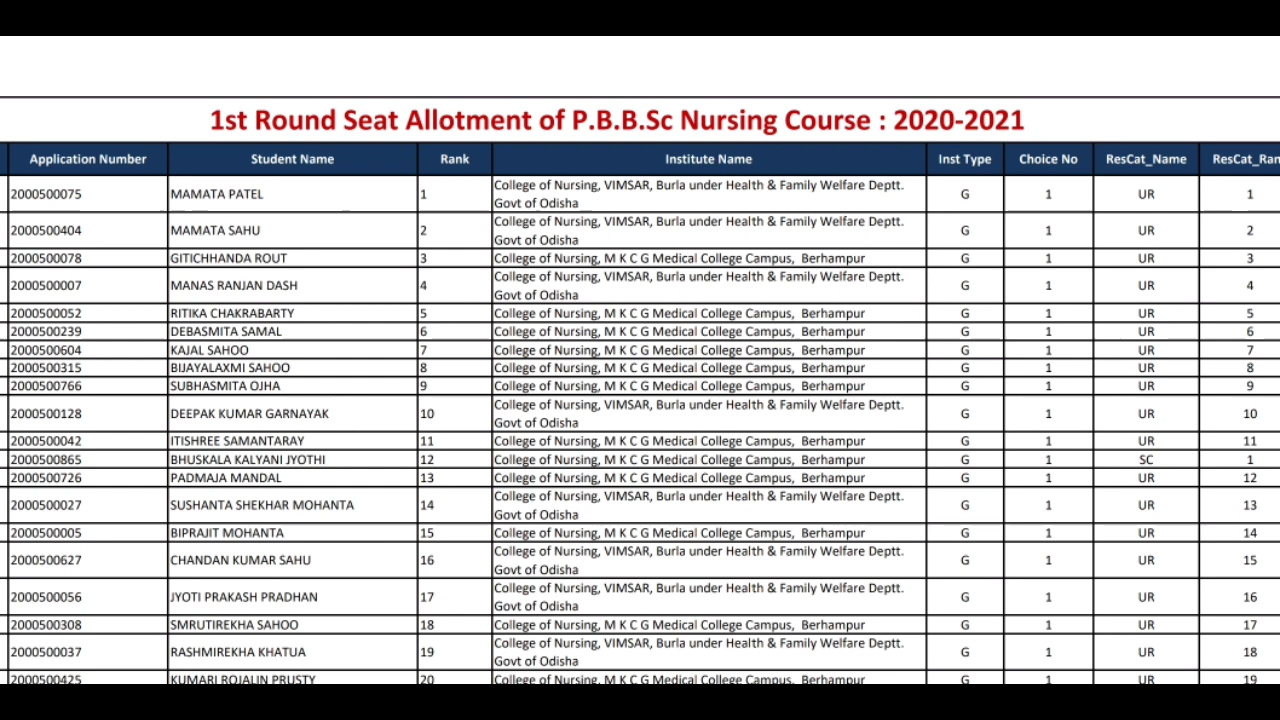 1st Round Seat Allotment of P.B.B.Sc Nursing Course : 2020-2021
Application Number Student Name Rank Institute Name Inst Type Choice No ResCat_Name ResCat_Ran
2000500075 MAMATA PATEL 1 College of Nursing, VIMSAR, Burla under Health & Family Welfare Deptt. G 1 UR 1
Govt of Odisha
2000500404 MAMATA SAHU 2 College of Nursing, VIMSAR, Burla under Health & Family Welfare Deptt. G 1 UR 2
Govt of Odisha
2000500078 GITICHHANDA ROUT 3 College of Nursing, M K C G Medical College Campus, Berhampur G 1 UR 3
2000500007 MANAS RANJAN DASH 4 College of Nursing, VIMSAR, Burla under Health & Family Welfare Deptt. G 1 UR 4
Govt of Odisha
2000500052 RITIKA CHAKRABARTY 5 College of Nursing, M K C G Medical College Campus, Berhampur G 1 UR 5
2000500239 DEBASMITA SAMAL 6 College of Nursing, M K C G Medical College Campus, Berhampur G 1 UR 6
2000500604 KAJAL SAHOO 7 College of Nursing, M K C G Medical College Campus, Berhampur G 1 UR 7
2000500315 BIJAYALAXMI SAHOO 8 College of Nursing, M K C G Medical College Campus, Berhampur G 1 UR 8
2000500766 SUBHASMITA OJHA 9 College of Nursing, M K C G Medical College Campus, Berhampur G 1 UR 9
2000500128 DEEPAK KUMAR GARNAYAK 10 College of Nursing, VIMSAR, Burla under Health & Family Welfare Deptt. G 1 UR 10
Govt of Odisha
2000500042 ITISHREE SAMANTARAY 11 College of Nursing, M K C G Medical College Campus, Berhampur G 1 UR 11
2000500865 BHUSKALA KALYANI JYOTHI 12 College of Nursing, M K C G Medical College Campus, Berhampur G 1 SC 1
2000500726 PADMAJA MANDAL 13 College of Nursing, M K C G Medical College Campus, Berhampur G 1 UR 12
2000500027 SUSHANTA SHEKHAR MOHANTA 14 College of Nursing, VIMSAR, Burla under Health & Family Welfare Deptt. G 1 UR 13
Govt of Odisha
2000500005 BIPRAJIT MOHANTA 15 College of Nursing, M K C G Medical College Campus, Berhampur G 1 UR 14
2000500627 CHANDAN KUMAR SAHU 16 College of Nursing, VIMSAR, Burla under Health & Family Welfare Deptt. G 1 UR 15
Govt of Odisha
2000500056 JYOTI PRAKASH PRADHAN 17 College of Nursing, VIMSAR, Burla under Health & Family Welfare Deptt. G 1 UR 16
Govt of Odisha
2000500308 SMRUTIREKHA SAHOO 18 College of Nursing, M K C G Medical College Campus, Berhampur G 1 UR 17
2000500037 RASHMIREKHA KHATUA 19 College of Nursing, VIMSAR, Burla under Health & Family Welfare Deptt. G 1 UR 18
Govt of Odisha
2000500425 KUMARI ROJALIN PRUSTY 20 College of Nursing, M K C G Medical College Campus, Berhampur G 1 UR 19